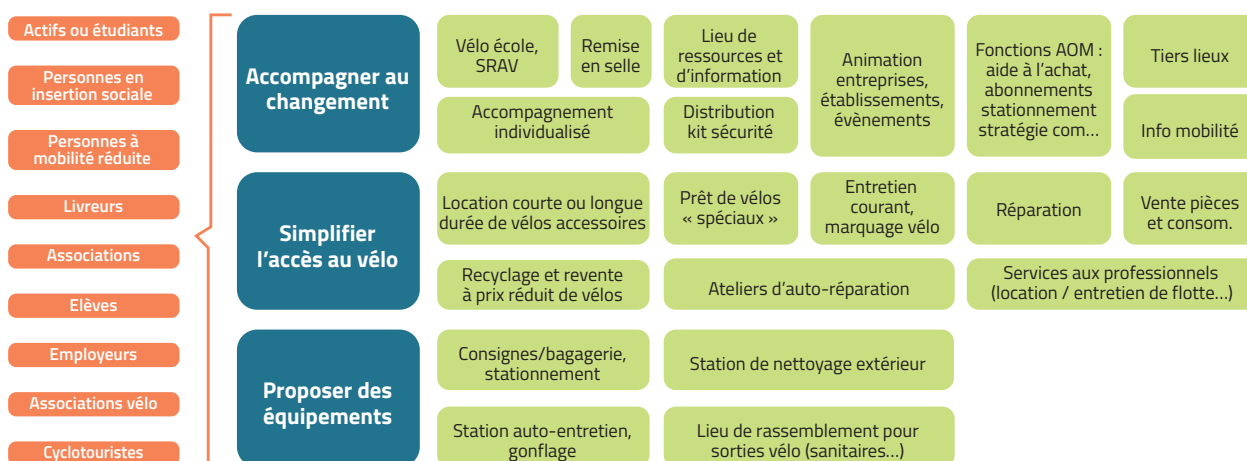 Actifs ou étudiants
Personnes en
insertion sociale
Personnes à
mobilité réduite
Livreurs
Associations
Elèves
Employeurs
Associations vélo
Cyclotouristes
Accompagner au
changement
Vélo école,
SRAV
Remise
en selle
Lieu de
ressources et
d’information
Animation
entreprises,
établissements,
évènements
Fonctions AOM :
aide à l’achat,
abonnements
stationnement
stratégie com...
Tiers lieux
Accompagnement
individualisé
Distribution
kit sécurité
Info mobilité
Simplifier
l’accès au vélo
Location courte ou longue
durée de vélos accessoires
Prêt de vélos
« spéciaux »
Entretien
courant,
marquage vélo
Réparation
Vente pièces
et consom.
Recyclage et revente
à prix réduit de vélos
Ateliers d’auto-réparation
Services aux professionnels
(location / entretien de flotte...)
Proposer des
équipements
Consignes/bagagerie,
stationnement
Station de nettoyage extérieur
Station auto-entretien,
gonflage
Lieu de rassemblement pour
sorties vélo (sanitaires...)